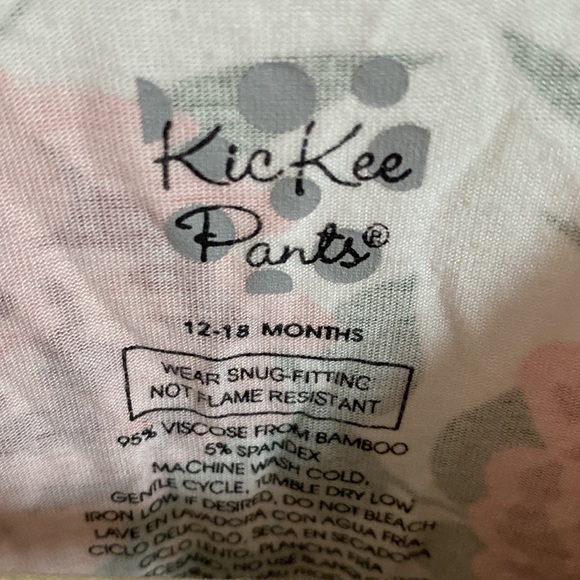 KicKee
Pants®
12-18 MONTHS
WEAR SNUG-FITTING
NOT FLAME RESISTANT
95% VISCOSE FROM BAMBOO
5% SPANDEX
MACHINE WASH COLD,
GENTLE CYCLE, TUMBLE DRY LOW,
IRON LOW IF DESIRED, DO NOT BLEACH
LAVE EN LAVADORA CON AGUA FRIA
CICLO DELICADO, SECA EN SECADORA
CICLO LENTO, PLANCHA FRIA
NO USE